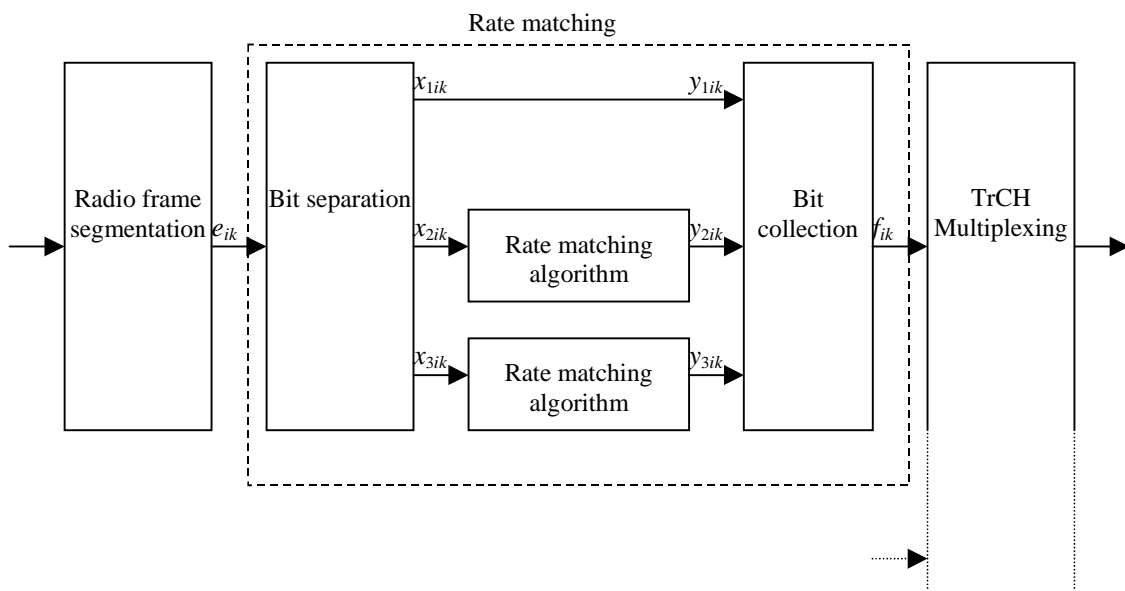 Rate matching
Radio frame
segmentation
e_ik
Bit separation
x_1ik
y_1ik
x_2ik
Rate matching
algorithm
y_2ik
x_3ik
Rate matching
algorithm
y_3ik
Bit
collection
f_ik
TrCH
Multiplexing